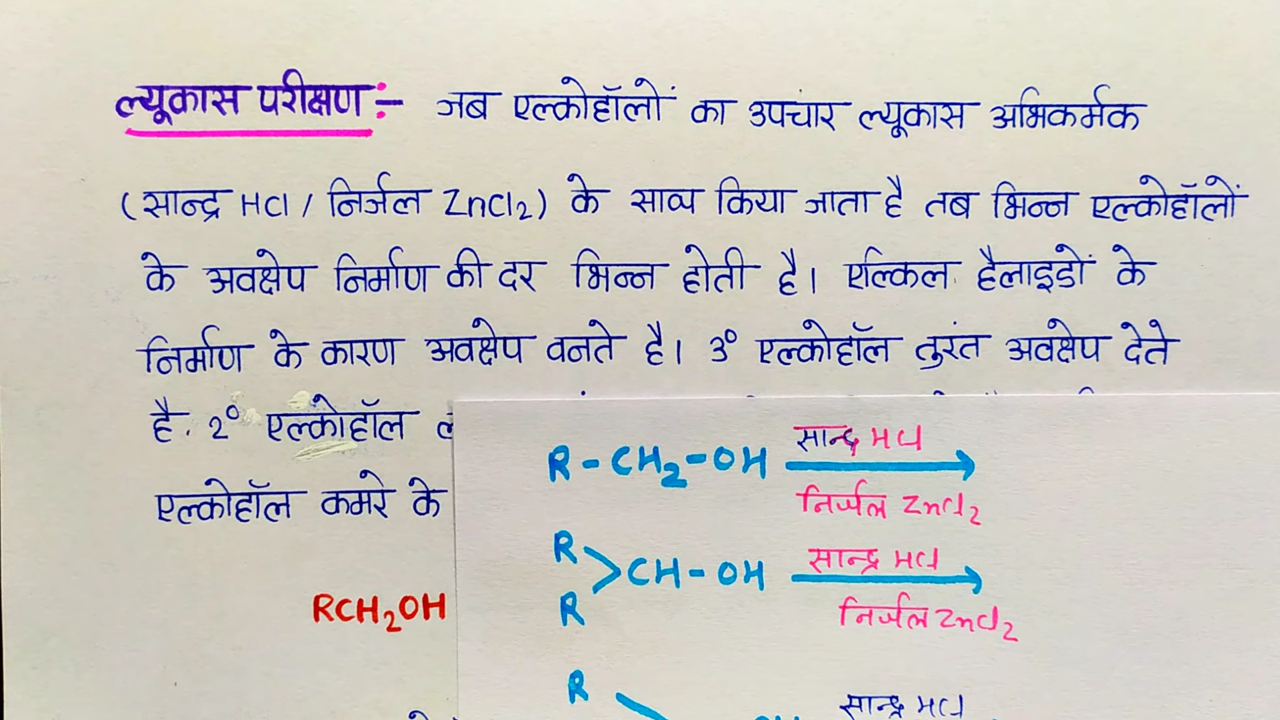 ल्यूकास परीक्षण :- जब एल्कोहॉलों का उपचार ल्यूकास अभिकर्मक
(सान्द्र HCl / निर्जल ZnCl₂) के साथ किया जाता है तब भिन्न एल्कोहॉलों
के अवक्षेप निर्माण की दर भिन्न होती है। एल्किल हैलाइडों के
निर्माण के कारण अवक्षेप बनते है। 3° एल्कोहॉल तुरंत अवक्षेप देते
है. 2° एल्कोहॉल
एल्कोहॉल कमरे के
RCH₂OH
सान्द्र HCl
R-CH₂-OH
निर्जल ZnCl₂
R
सान्द्र HCl
>CH-OH
R
निर्जल ZnCl₂
R
सान्द्र HCl